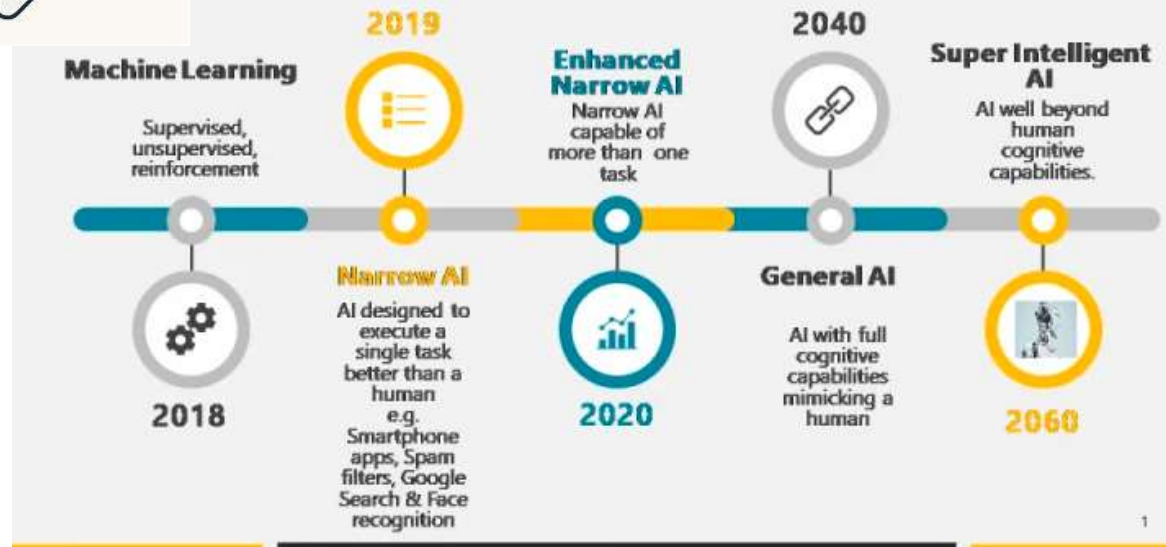 Machine Learning
Supervised,
unsupervised,
reinforcement
2018
2019
Narrow AI
AI designed to
execute a
single task
better than a
human
e.g.
Smartphone
apps, Spam
filters, Google
Search & Face
recognition
Enhanced
Narrow AI
Narrow AI
capable of
more than one
task
2020
2040
General AI
AI with full
cognitive
capabilities
mimicking a
human
Super Intelligent
AI
AI well beyond
human
cognitive
capabilities.
2060
1